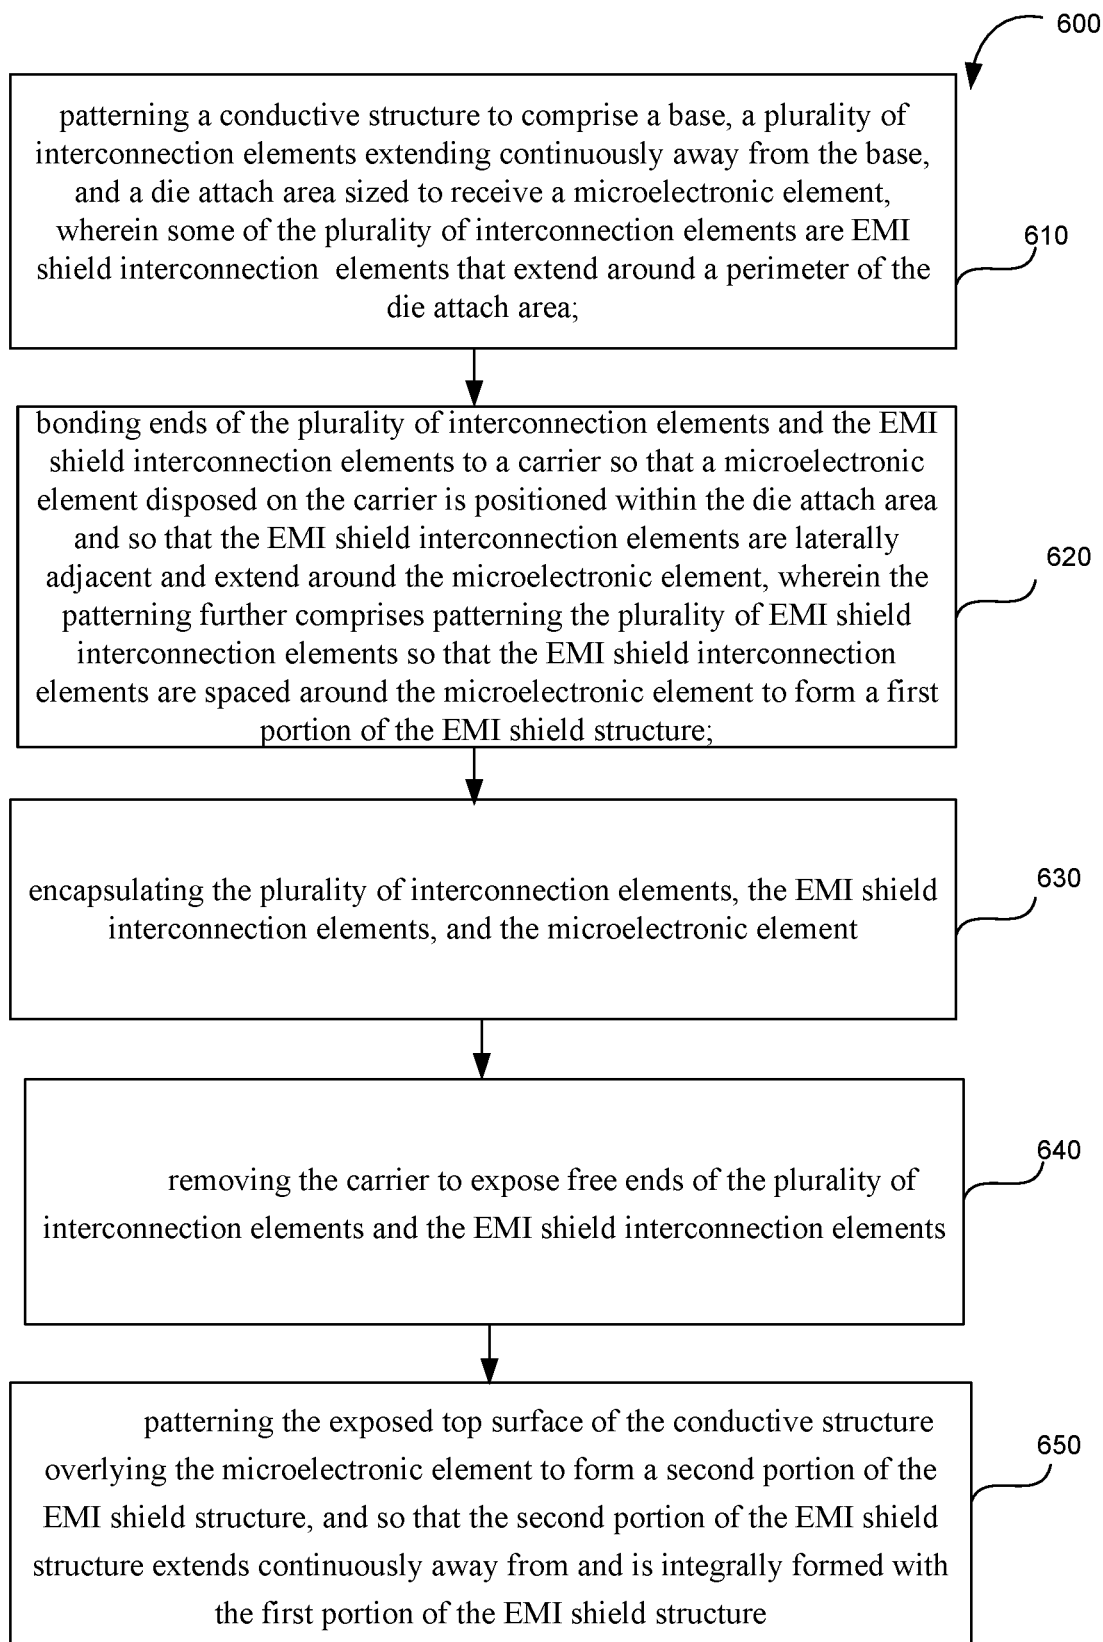 600
patterning a conductive structure to comprise a base, a plurality of
interconnection elements extending continuously away from the base,
and a die attach area sized to receive a microelectronic element,
wherein some of the plurality of interconnection elements are EMI
shield interconnection elements that extend around a perimeter of the
die attach area;
610
bonding ends of the plurality of interconnection elements and the EMI
shield interconnection elements to a carrier so that a microelectronic
element disposed on the carrier is positioned within the die attach area
and so that the EMI shield interconnection elements are laterally
adjacent and extend around the microelectronic element, wherein the
patterning further comprises patterning the plurality of EMI shield
interconnection elements so that the EMI shield interconnection
elements are spaced around the microelectronic element to form a first
portion of the EMI shield structure;
620
encapsulating the plurality of interconnection elements, the EMI shield
interconnection elements, and the microelectronic element
630
removing the carrier to expose free ends of the plurality of
interconnection elements and the EMI shield interconnection elements
640
patterning the exposed top surface of the conductive structure
overlying the microelectronic element to form a second portion of the
EMI shield structure, and so that the second portion of the EMI shield
structure extends continuously away from and is integrally formed with
the first portion of the EMI shield structure
650